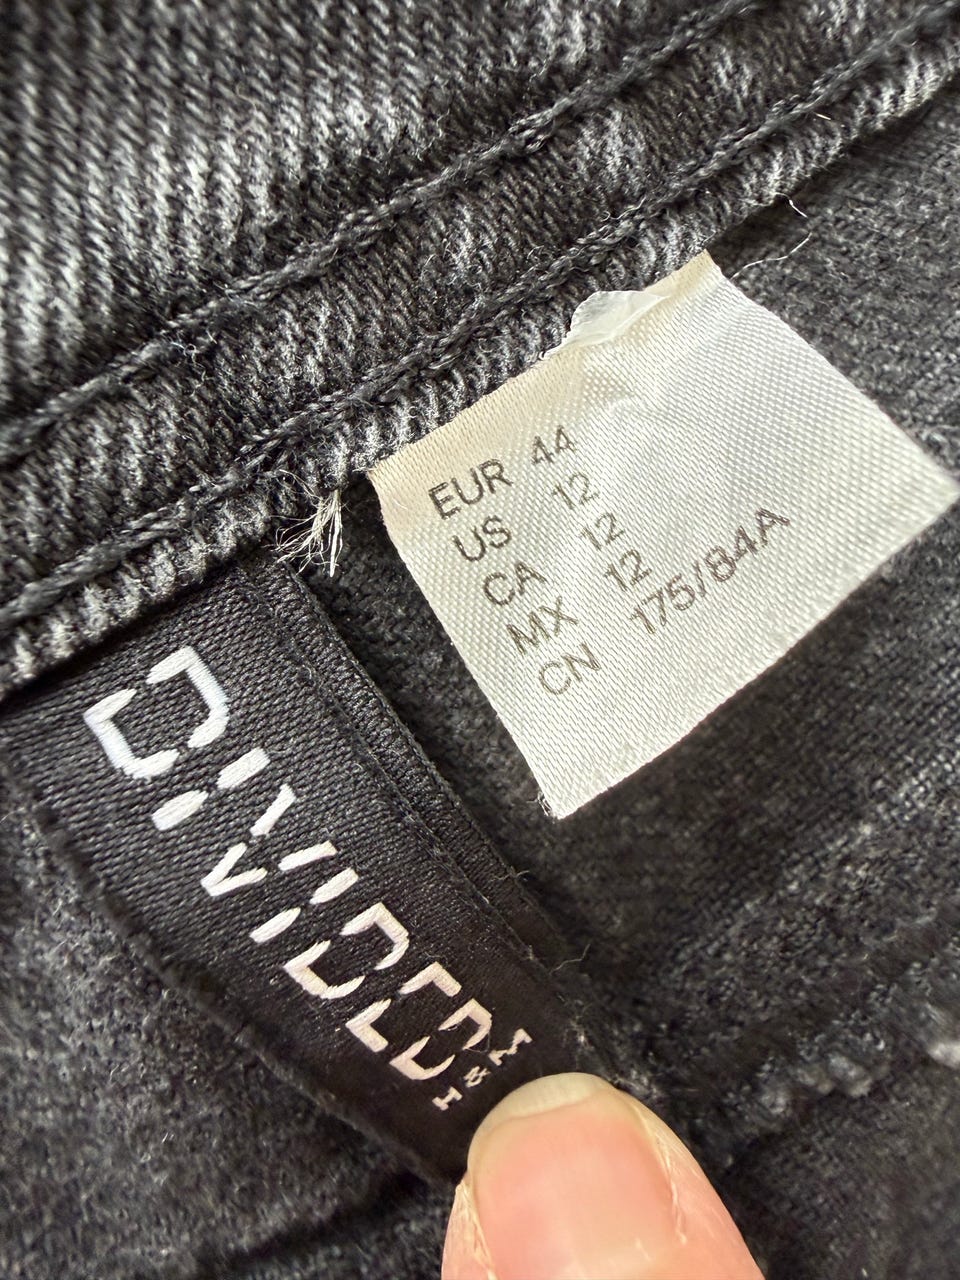 EUR 44
US 12
CA 12
MX 12
CN 175/84A
DIVIDED
H&M